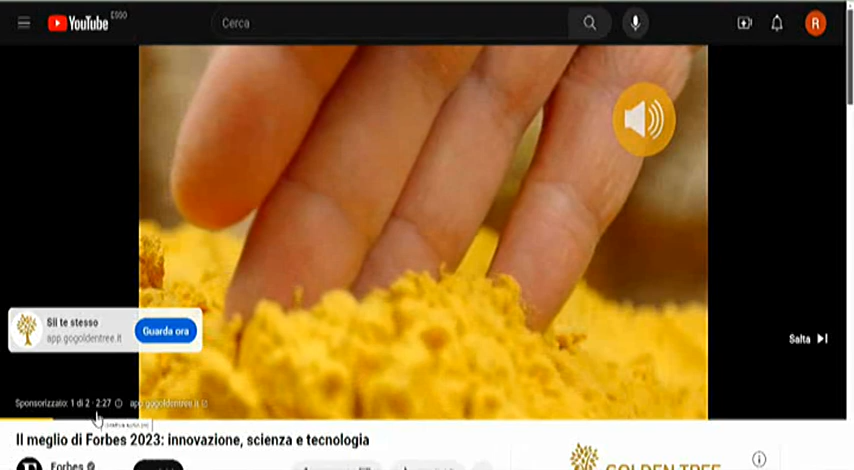 YouTube
Cerca
R
Sii te stesso
app.gogoldentree.it
Guarda ora
Salta
Sponsorizzato: 1 di 2 · 2:27
app.gogoldentree.it
Il meglio di Forbes 2023: innovazione, scienza e tecnologia
Forbes
GOLDEN TREE